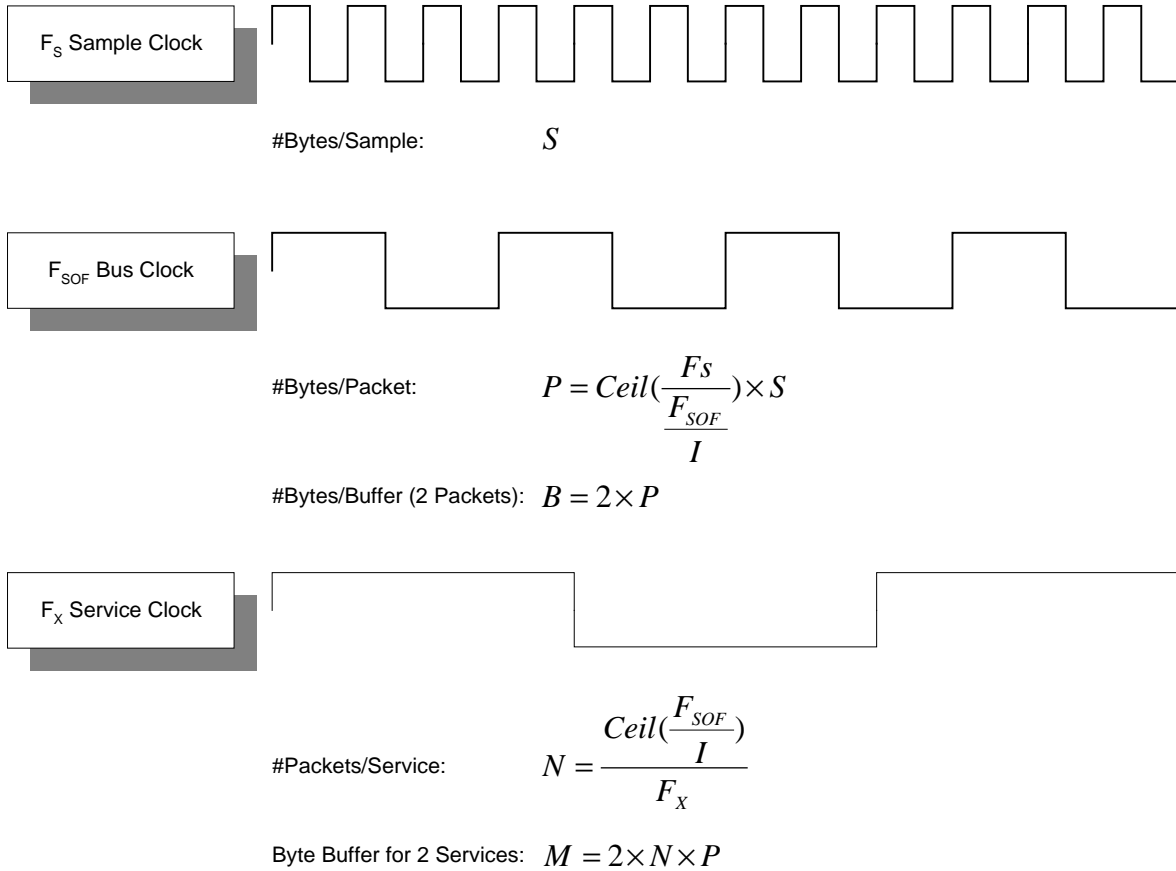 F_S Sample Clock
#Bytes/Sample: S
F_SOF Bus Clock
#Bytes/Packet: P = Ceil(Fs / (F_SOF / I)) × S
#Bytes/Buffer (2 Packets): B = 2 × P
F_X Service Clock
#Packets/Service: N = Ceil(F_SOF / I) / F_X
Byte Buffer for 2 Services: M = 2 × N × P